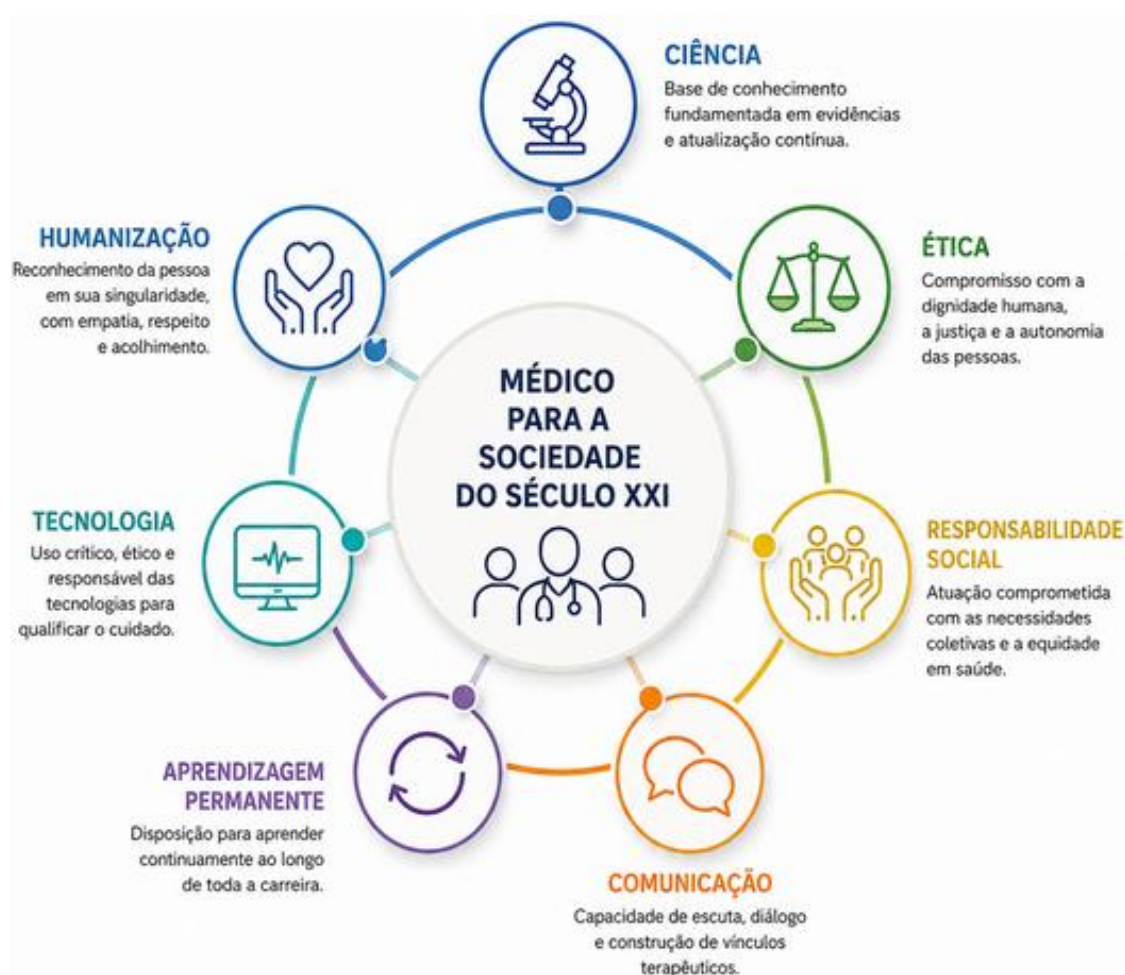 CIÊNCIA
Base de conhecimento
fundamentada em evidências
e atualização contínua.
HUMANIZAÇÃO
Reconhecimento da pessoa
em sua singularidade,
com empatia, respeito
e acolhimento.
ÉTICA
Compromisso com a
dignidade humana,
a justiça e a autonomia
das pessoas.
MÉDICO
PARA A
SOCIEDADE
DO SÉCULO XXI
TECNOLOGIA
Uso crítico, ético e
responsável das
tecnologias para
qualificar o cuidado.
RESPONSABILIDADE
SOCIAL
Atuação comprometida
com as necessidades
coletivas e a equidade
em saúde.
APRENDIZAGEM
PERMANENTE
Disposição para aprender
continuamente ao longo
de toda a carreira.
COMUNICAÇÃO
Capacidade de escuta, diálogo
e construção de vínculos
terapêuticos.